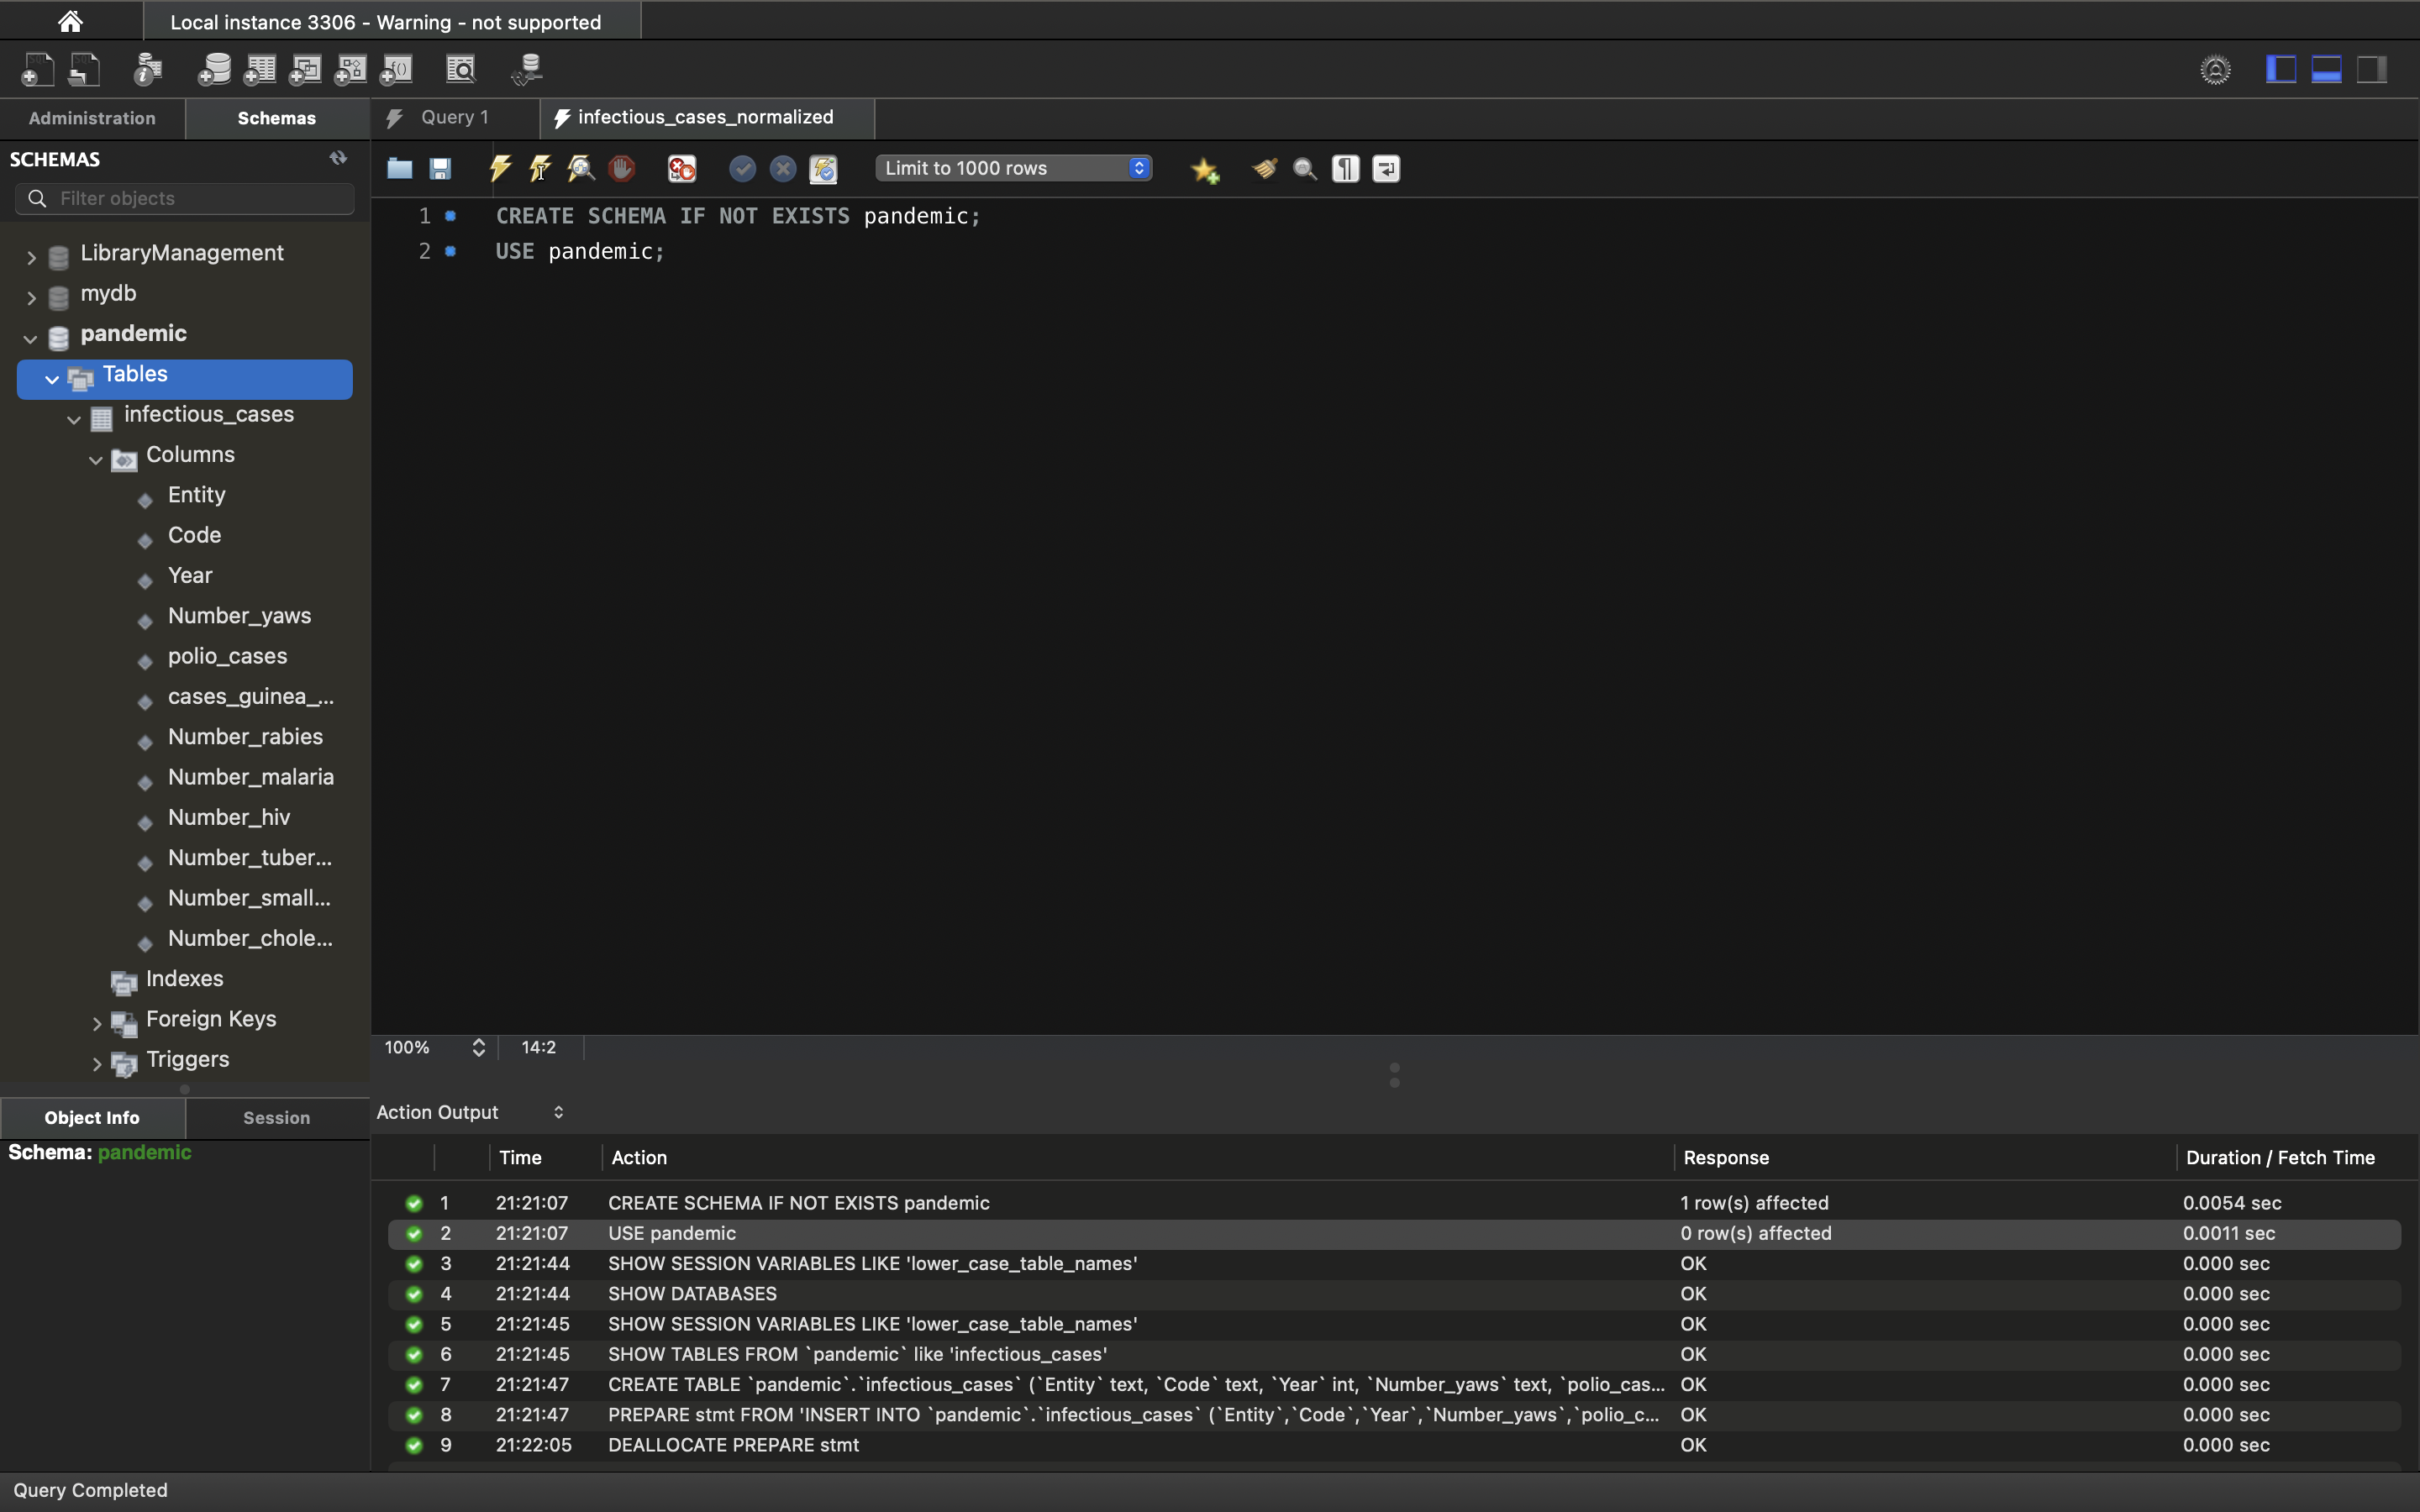 Local instance 3306 - Warning - not supported
Administration
Schemas
Query 1
infectious_cases_normalized
SCHEMAS
Filter objects
Limit to 1000 rows
1 CREATE SCHEMA IF NOT EXISTS pandemic;
2 USE pandemic;
LibraryManagement
mydb
pandemic
Tables
infectious_cases
Columns
Entity
Code
Year
Number_yaws
polio_cases
cases_guinea_...
Number_rabies
Number_malaria
Number_hiv
Number_tuber...
Number_small...
Number_chole...
Indexes
Foreign Keys
Triggers
100% 14:2
Object Info
Session
Schema: pandemic
Action Output
Time Action Response Duration / Fetch Time
1 21:21:07 CREATE SCHEMA IF NOT EXISTS pandemic 1 row(s) affected 0.0054 sec
2 21:21:07 USE pandemic 0 row(s) affected 0.0011 sec
3 21:21:44 SHOW SESSION VARIABLES LIKE 'lower_case_table_names' OK 0.000 sec
4 21:21:44 SHOW DATABASES OK 0.000 sec
5 21:21:45 SHOW SESSION VARIABLES LIKE 'lower_case_table_names' OK 0.000 sec
6 21:21:45 SHOW TABLES FROM `pandemic` like 'infectious_cases' OK 0.000 sec
7 21:21:47 CREATE TABLE `pandemic`.`infectious_cases` (`Entity` text, `Code` text, `Year` int, `Number_yaws` text, `polio_cas... OK 0.000 sec
8 21:21:47 PREPARE stmt FROM 'INSERT INTO `pandemic`.`infectious_cases` (`Entity`,`Code`,`Year`,`Number_yaws`,`polio_c... OK 0.000 sec
9 21:22:05 DEALLOCATE PREPARE stmt OK 0.000 sec
Query Completed